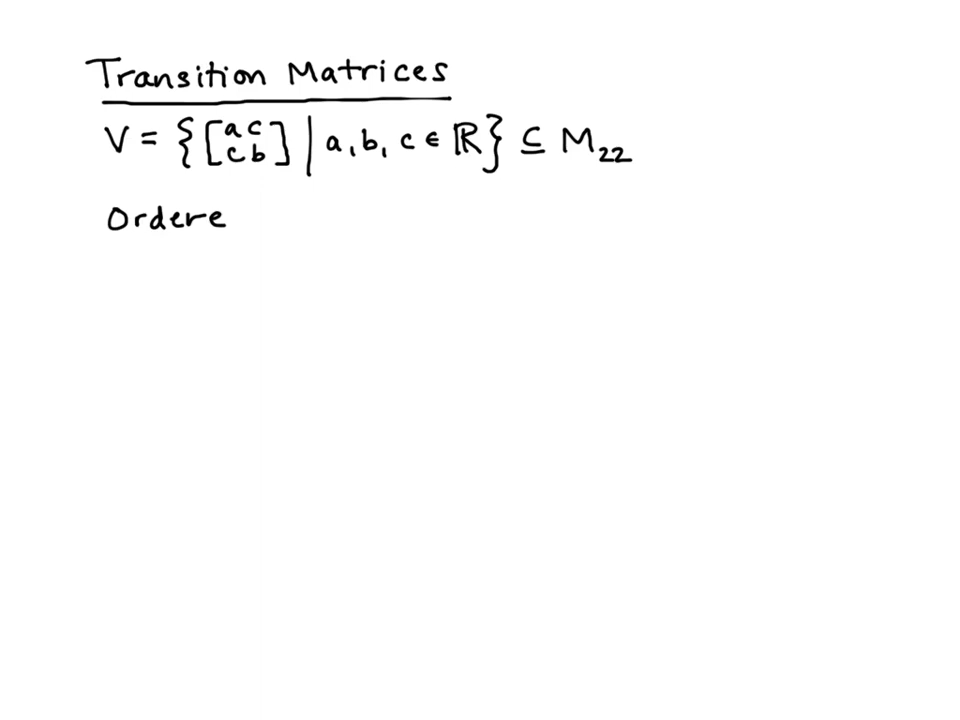 Transition Matrices
V = { [ a c
c b ] | a, b, c ∈ ℝ } ⊆ M₂₂
Ordere